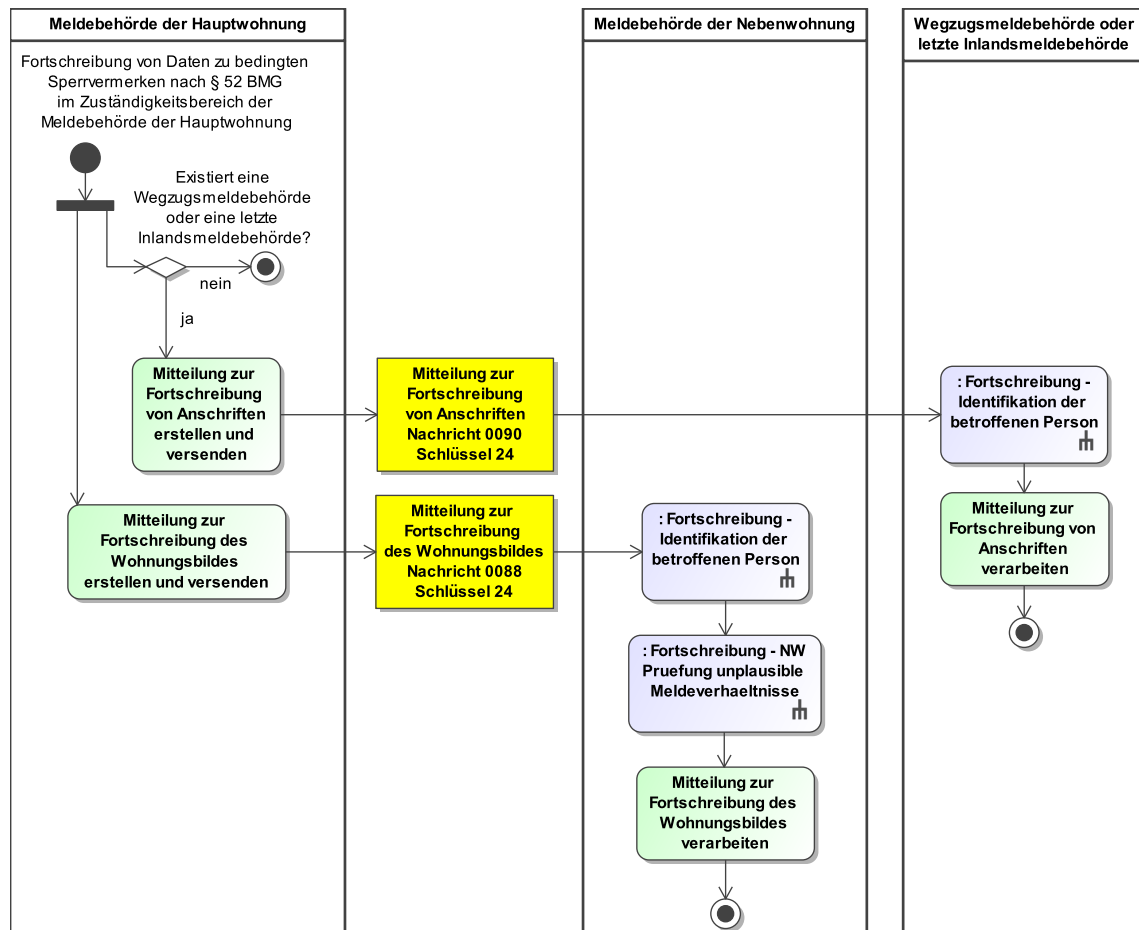 Meldebehörde der Hauptwohnung
Meldebehörde der Nebenwohnung
Wegzugsmeldebehörde oder
letzte Inlandsmeldebehörde
Fortschreibung von Daten zu bedingten
Sperrvermerken nach § 52 BMG
im Zuständigkeitsbereich der
Meldebehörde der Hauptwohnung
Existiert eine
Wegzugsmeldebehörde
oder eine letzte
Inlandsmeldebehörde?
nein
ja
Mitteilung zur
Fortschreibung
von Anschriften
erstellen und
versenden
Mitteilung zur
Fortschreibung
von Anschriften
Nachricht 0090
Schlüssel 24
: Fortschreibung -
Identifikation der
betroffenen Person
Mitteilung zur
Fortschreibung von
Anschriften
verarbeiten
Mitteilung zur
Fortschreibung des
Wohnungsbildes
erstellen und versenden
Mitteilung zur
Fortschreibung
des Wohnungsbildes
Nachricht 0088
Schlüssel 24
: Fortschreibung -
Identifikation der
betroffenen Person
: Fortschreibung - NW
Pruefung unplausible
Meldeverhaeltnisse
Mitteilung zur
Fortschreibung des
Wohnungsbildes
verarbeiten